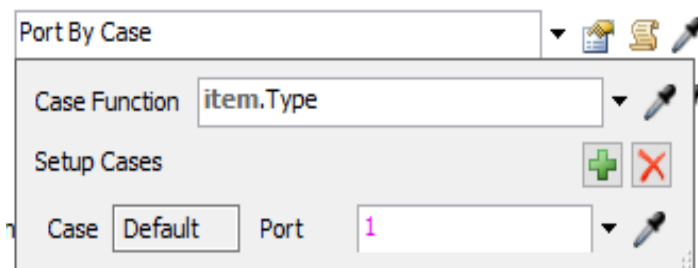 Port By Case
Case Function item.Type
Setup Cases
Case Default Port 1